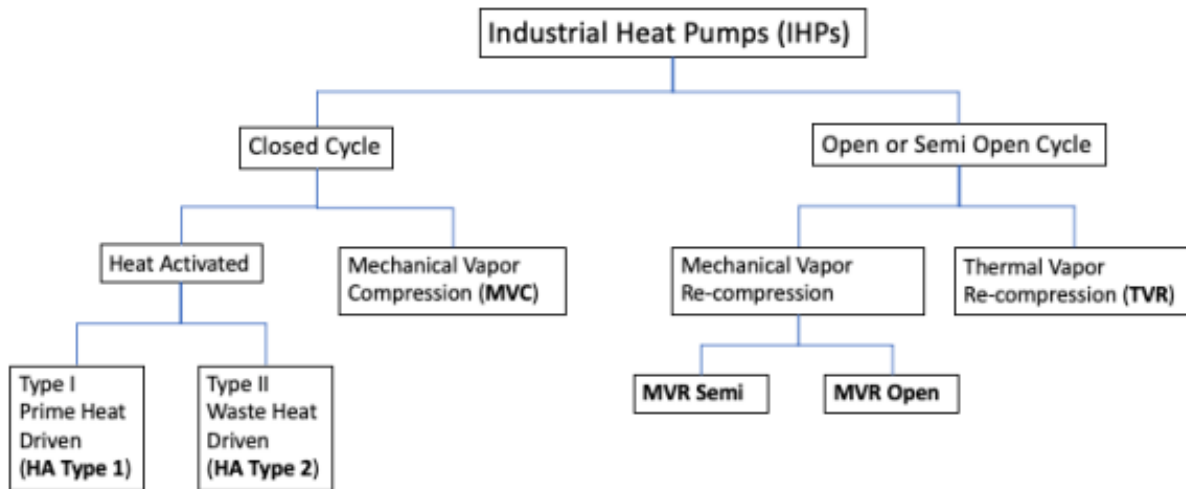 Industrial Heat Pumps (IHPs)
Closed Cycle
Open or Semi Open Cycle
Heat Activated
Mechanical Vapor
Compression (MVC)
Mechanical Vapor
Re-compression
Thermal Vapor
Re-compression (TVR)
Type I
Prime Heat
Driven
(HA Type 1)
Type II
Waste Heat
Driven
(HA Type 2)
MVR Semi
MVR Open